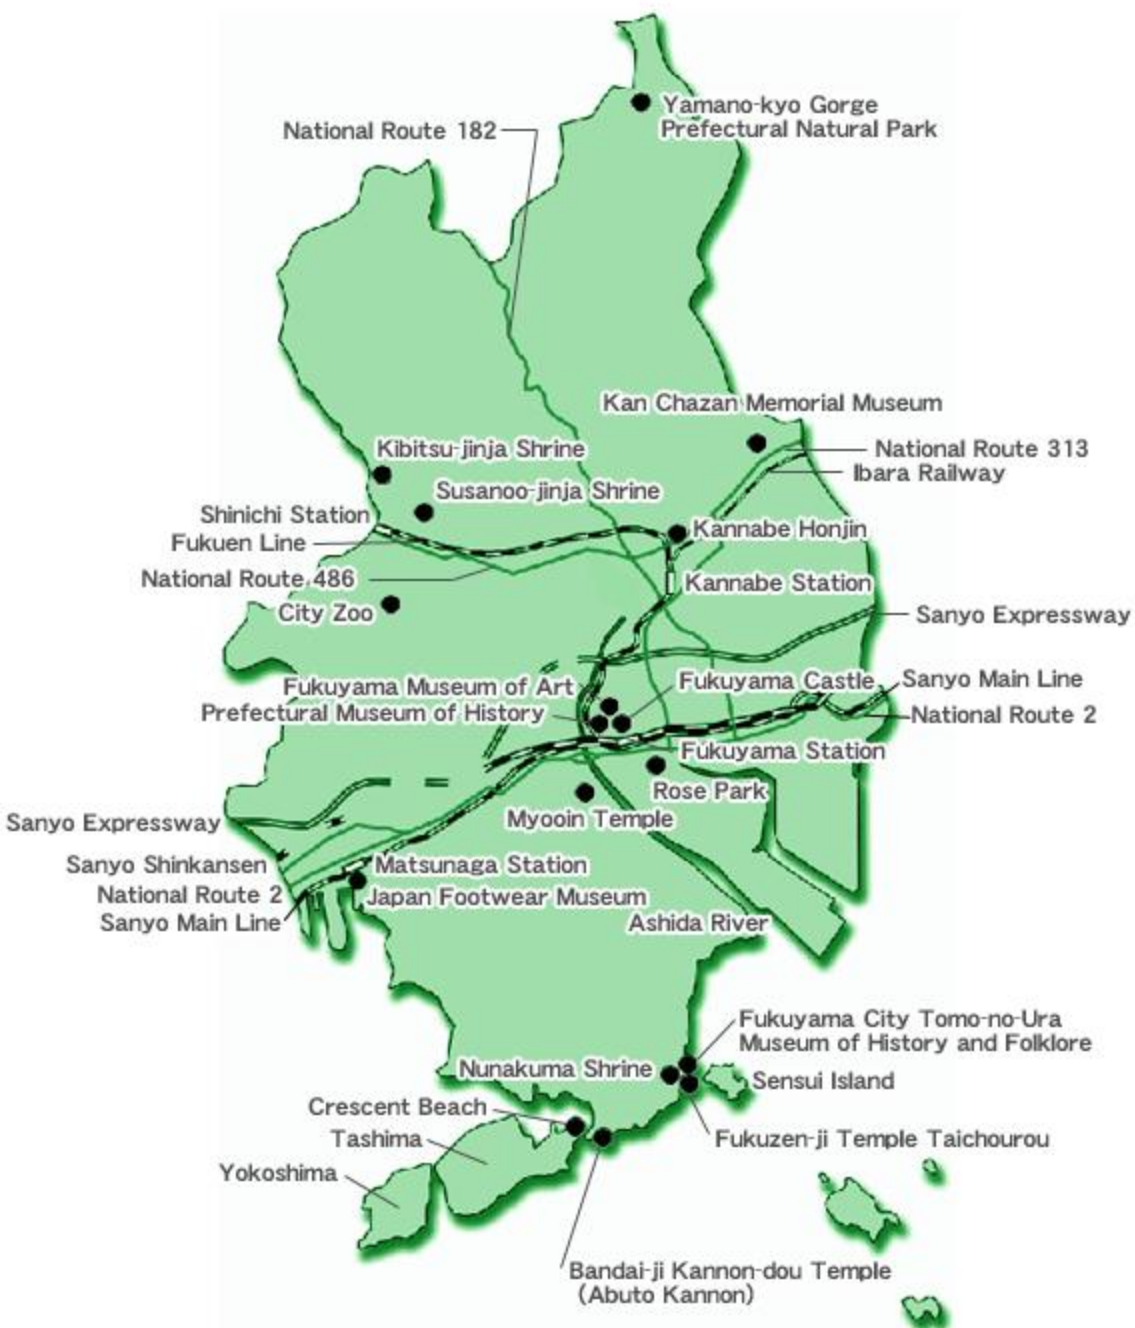 Yamano-kyo Gorge
Prefectural Natural Park
National Route 182
Kan Chazan Memorial Museum
National Route 313
Kibitsu-jinja Shrine
Ibara Railway
Susanoo-jinja Shrine
Shinichi Station
Kannabe Honjin
Fukuen Line
National Route 486
Kannabe Station
City Zoo
Sanyo Expressway
Fukuyama Museum of Art
Fukuyama Castle
Sanyo Main Line
Prefectural Museum of History
National Route 2
Fukuyama Station
Rose Park
Sanyo Expressway
Myooin Temple
Sanyo Shinkansen
Matsunaga Station
National Route 2
Japan Footwear Museum
Sanyo Main Line
Ashida River
Fukuyama City Tomo-no-Ura
Museum of History and Folklore
Nunakuma Shrine
Sensui Island
Crescent Beach
Tashima
Fukuzen-ji Temple Taichourou
Yokoshima
Bandai-ji Kannon-dou Temple
(Abuto Kannon)